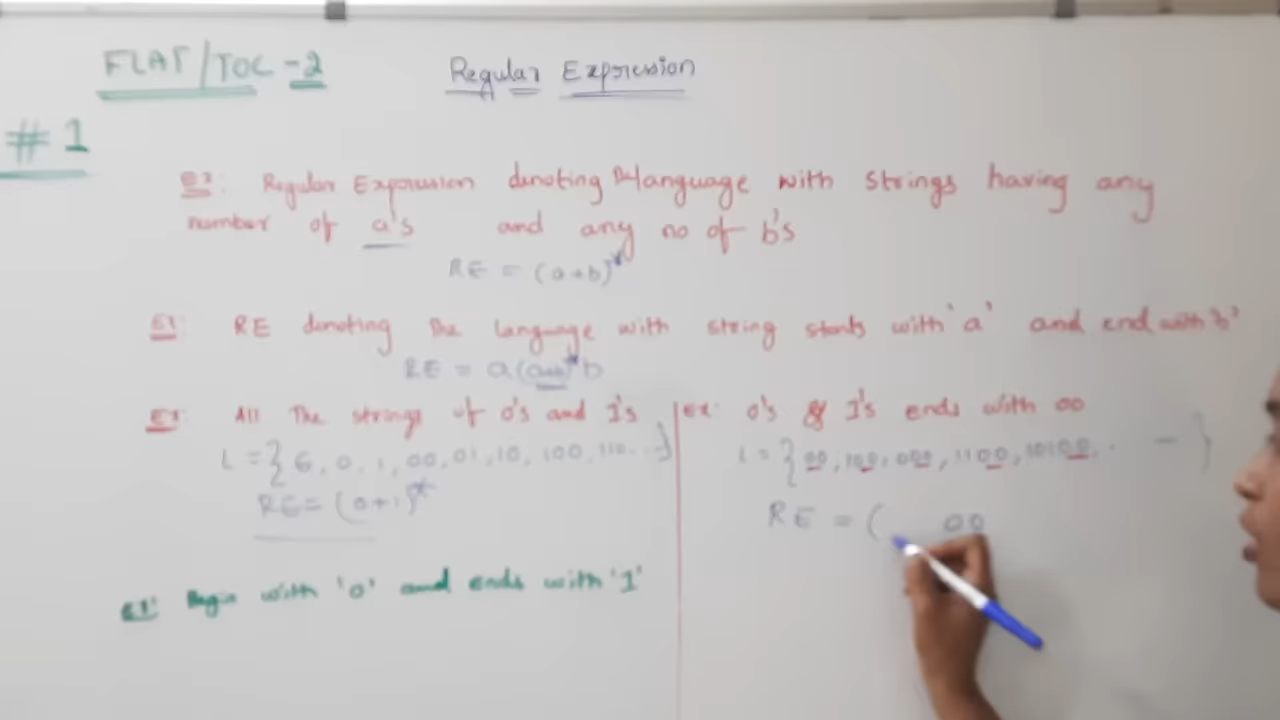 FLAT/TOC-2
Regular Expression
#1
Ex: Regular Expression denoting the language with strings having any
number of a's and any no of b's
RE = (a+b)*
Ex: RE denoting the language with string starts with 'a' and end with 'b'
RE = a(a+b)*b
Ex: All The strings of 0's and 1's
L = { ϵ, 0, 1, 00, 01, 10, 100, 110 ... }
RE = (0+1)*
Ex: 0's & 1's ends with 00
L = { 00, 100, 000, 1100, 10100, .. - }
RE = ( 00
Ex: Begin with '0' and ends with '1'